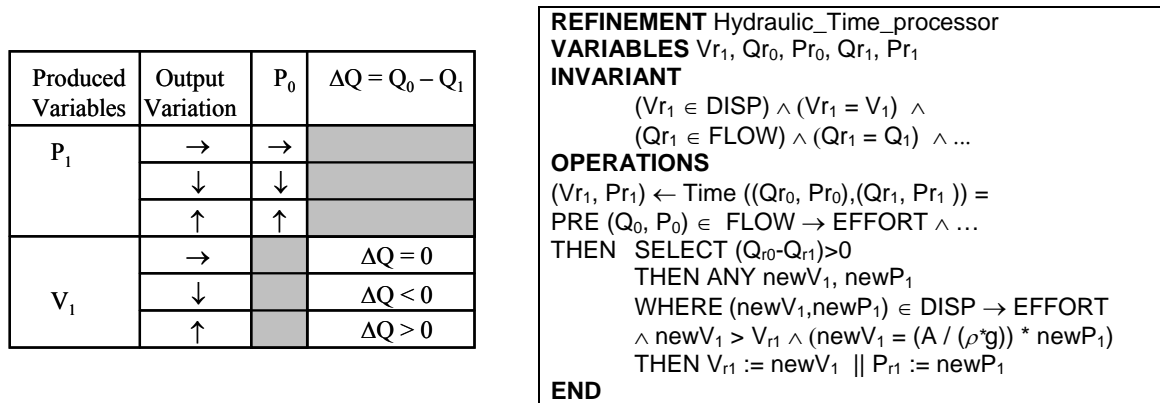 Produced Variables Output Variation P₀ ΔQ = Q₀ – Q₁
P₁ → →
↓ ↓
↑ ↑
V₁ → ΔQ = 0
↓ ΔQ < 0
↑ ΔQ > 0
REFINEMENT Hydraulic_Time_processor
VARIABLES Vr₁, Qr₀, Pr₀, Qr₁, Pr₁
INVARIANT
(Vr₁ ∈ DISP) ∧ (Vr₁ = V₁) ∧
(Qr₁ ∈ FLOW) ∧ (Qr₁ = Q₁) ∧ ...
OPERATIONS
(Vr₁, Pr₁) ← Time ((Qr₀, Pr₀),(Qr₁, Pr₁ )) =
PRE (Q₀, P₀) ∈ FLOW → EFFORT ∧ …
THEN SELECT (Qᵣ₀-Qᵣ₁)>0
THEN ANY newV₁, newP₁
WHERE (newV₁,newP₁) ∈ DISP → EFFORT
∧ newV₁ > Vᵣ₁ ∧ (newV₁ = (A / (ρ*g)) * newP₁)
THEN Vᵣ₁ := newV₁ || Pᵣ₁ := newP₁
END